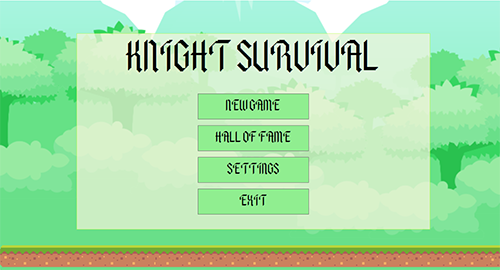 KNIGHT SURVIVAL
NEW GAME
HALL OF FAME
SETTINGS
EXIT